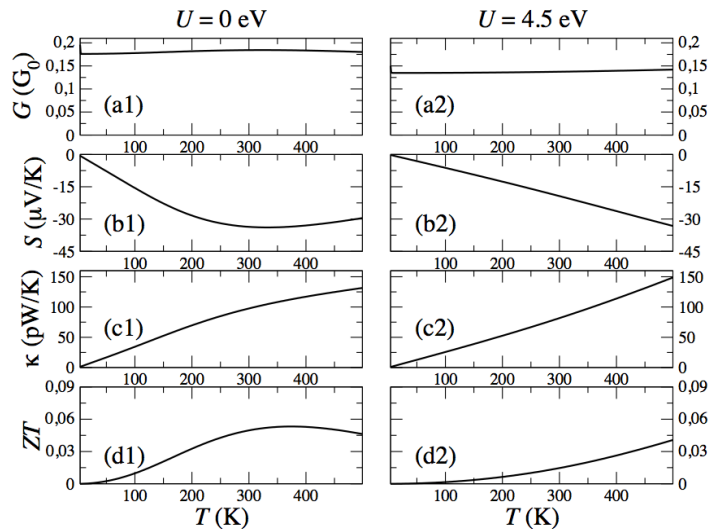 U = 0 eV
U = 4.5 eV
G (G₀)
0,2
0,15
0,1
0,05
0
(a1)
(a2)
0,2
0,15
0,1
0,05
0
100 200 300 400
100 200 300 400
S (μV/K)
0
-15
-30
-45
(b1)
(b2)
0
-15
-30
-45
100 200 300 400
100 200 300 400
κ (pW/K)
150
100
50
0
(c1)
(c2)
150
100
50
0
100 200 300 400
100 200 300 400
ZT
0,09
0,06
0,03
0
(d1)
(d2)
0,09
0,06
0,03
0
0 100 200 300 400
0 100 200 300 400
T (K)
T (K)